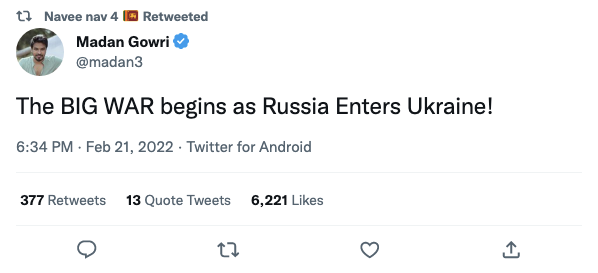 Navee nav 4 🇱🇰 Retweeted
Madan Gowri
@madan3
The BIG WAR begins as Russia Enters Ukraine!
6:34 PM · Feb 21, 2022 · Twitter for Android
377 Retweets 13 Quote Tweets 6,221 Likes